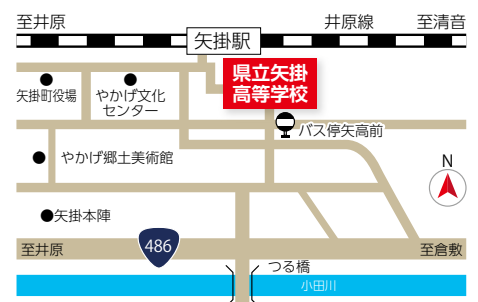 至井原
井原線
至清音
矢掛駅
県立矢掛
高等学校
矢掛町役場
やかげ文化
センター
バス停矢高前
やかげ郷土美術館
N
矢掛本陣
至井原
486
至倉敷
つる橋
小田川